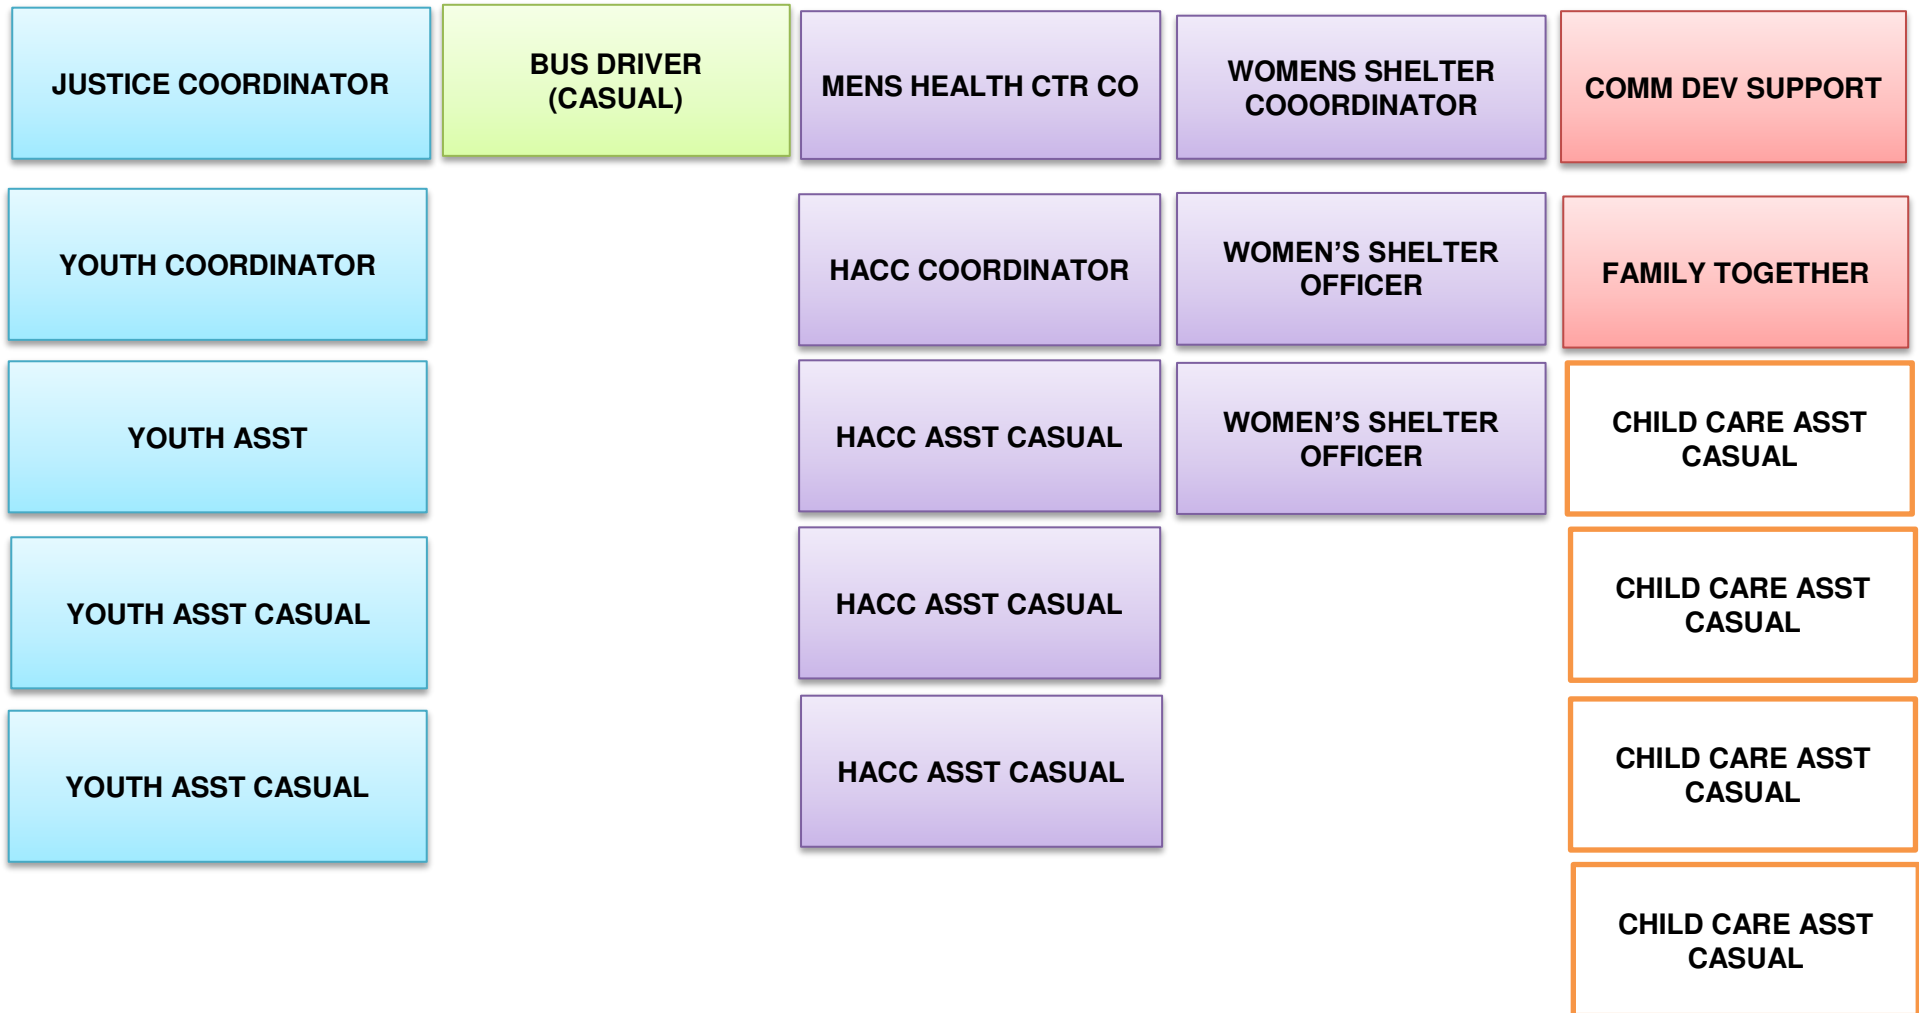 JUSTICE COORDINATOR
BUS DRIVER
(CASUAL)
MENS HEALTH CTR CO
WOMENS SHELTER
COOORDINATOR
COMM DEV SUPPORT
YOUTH COORDINATOR
HACC COORDINATOR
WOMEN’S SHELTER
OFFICER
FAMILY TOGETHER
YOUTH ASST
HACC ASST CASUAL
WOMEN’S SHELTER
OFFICER
CHILD CARE ASST
CASUAL
YOUTH ASST CASUAL
HACC ASST CASUAL
CHILD CARE ASST
CASUAL
YOUTH ASST CASUAL
HACC ASST CASUAL
CHILD CARE ASST
CASUAL
CHILD CARE ASST
CASUAL